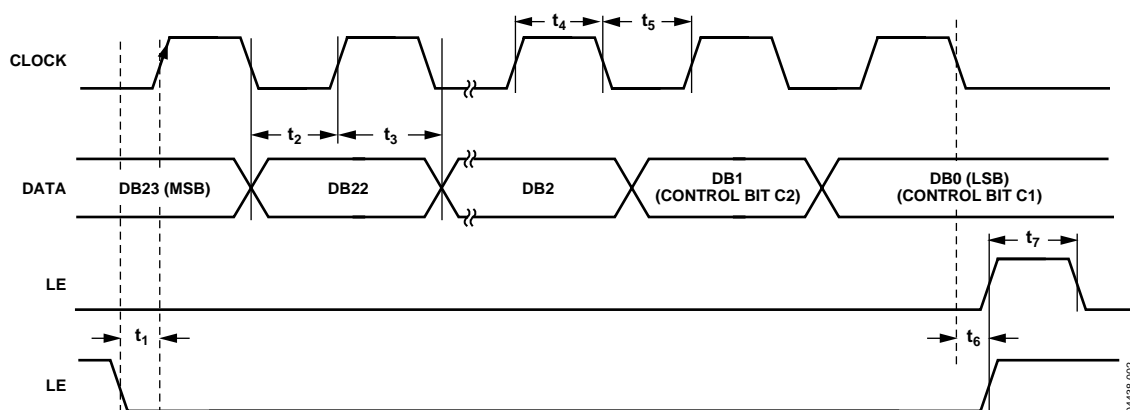 t4
t5
CLOCK
t2
t3
DATA
DB23 (MSB)
DB22
DB2
DB1
(CONTROL BIT C2)
DB0 (LSB)
(CONTROL BIT C1)
t7
LE
t1
t6
LE